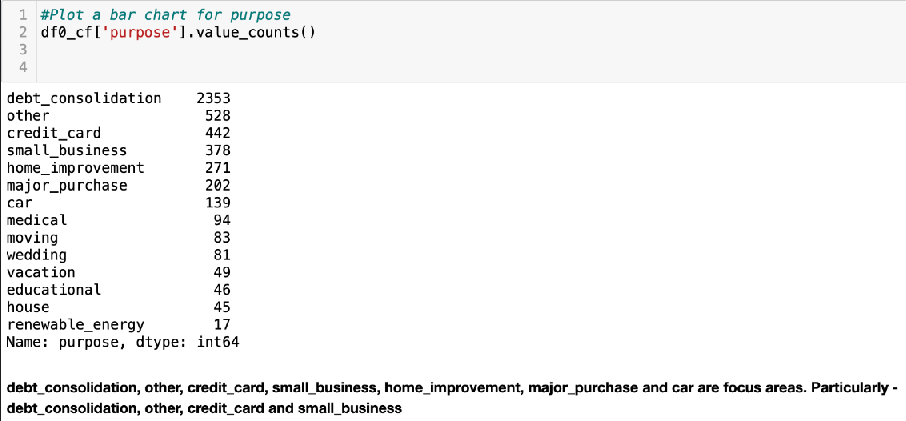 1 #Plot a bar chart for purpose
2 df0_cf['purpose'].value_counts()
3
4
debt_consolidation 2353
other 528
credit_card 442
small_business 378
home_improvement 271
major_purchase 202
car 139
medical 94
moving 83
wedding 81
vacation 49
educational 46
house 45
renewable_energy 17
Name: purpose, dtype: int64
debt_consolidation, other, credit_card, small_business, home_improvement, major_purchase and car are focus areas. Particularly -
debt_consolidation, other, credit_card and small_business